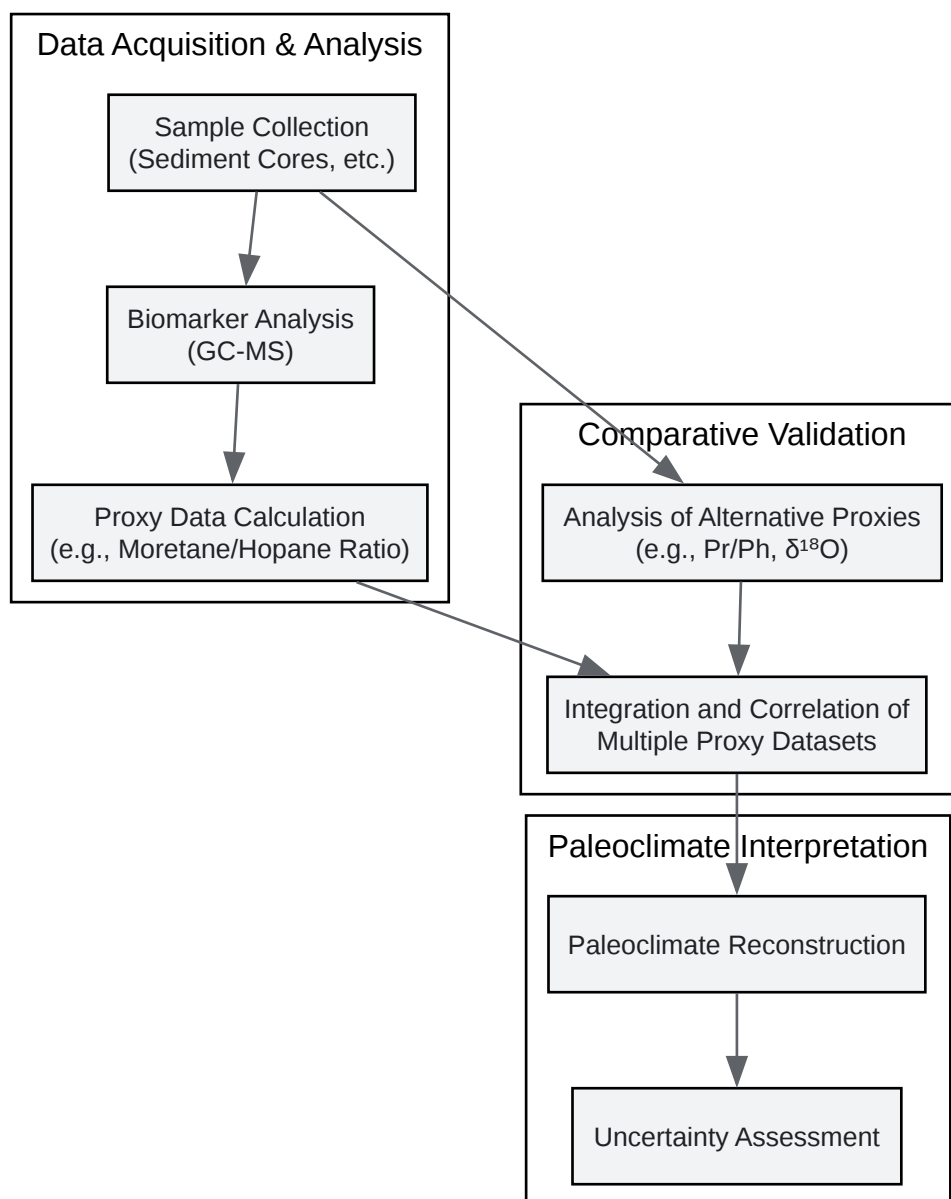 Data Acquisition & Analysis
Sample Collection
(Sediment Cores, etc.)
Biomarker Analysis
(GC-MS)
Proxy Data Calculation
(e.g., Moretane/Hopane Ratio)
Comparative Validation
Analysis of Alternative Proxies
(e.g., Pr/Ph, δ¹⁸O)
Integration and Correlation of
Multiple Proxy Datasets
Paleoclimate Interpretation
Paleoclimate Reconstruction
Uncertainty Assessment